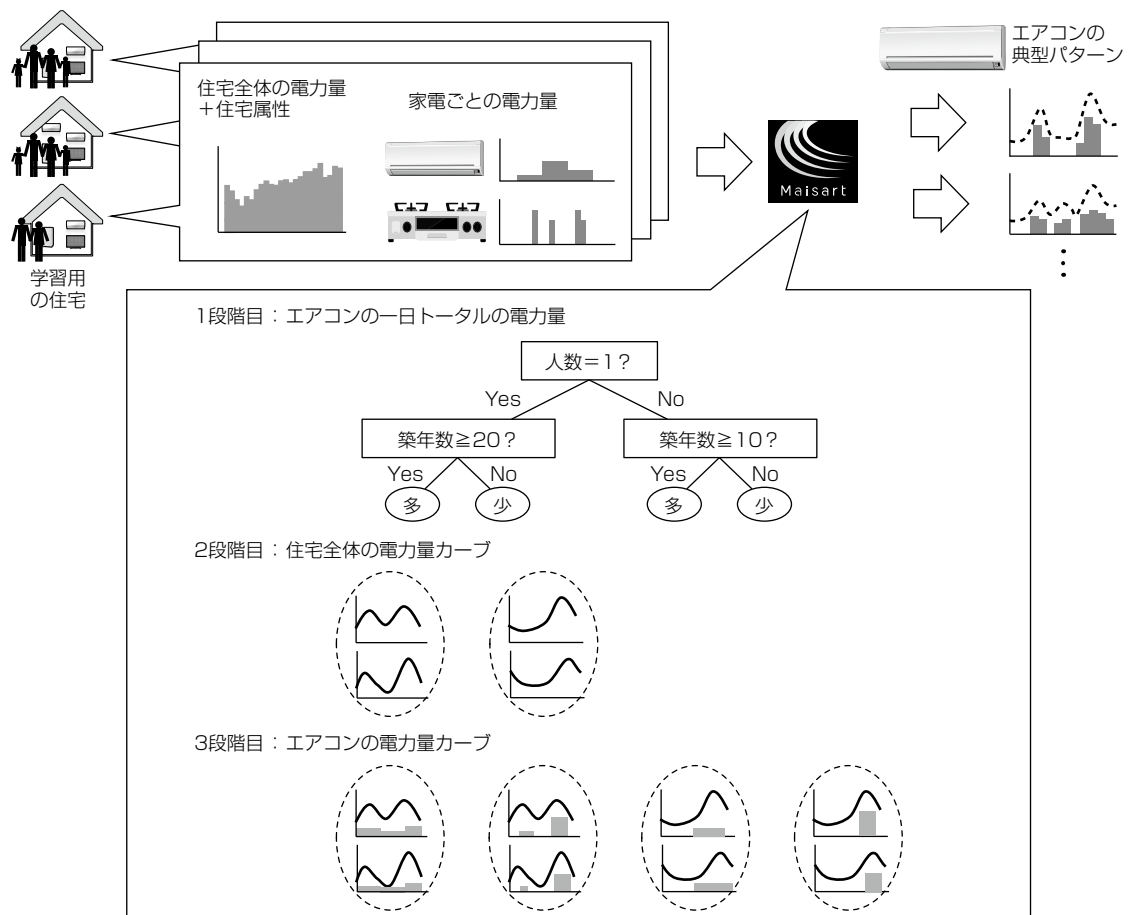 エアコンの
典型パターン
住宅全体の電力量
+住宅属性
家電ごとの電力量
Maisart
学習用
の住宅
1段階目：エアコンの一日トータルの電力量
人数=1?
Yes
No
築年数≧20?
築年数≧10?
Yes
No
Yes
No
多
少
多
少
2段階目：住宅全体の電力量カーブ
3段階目：エアコンの電力量カーブ